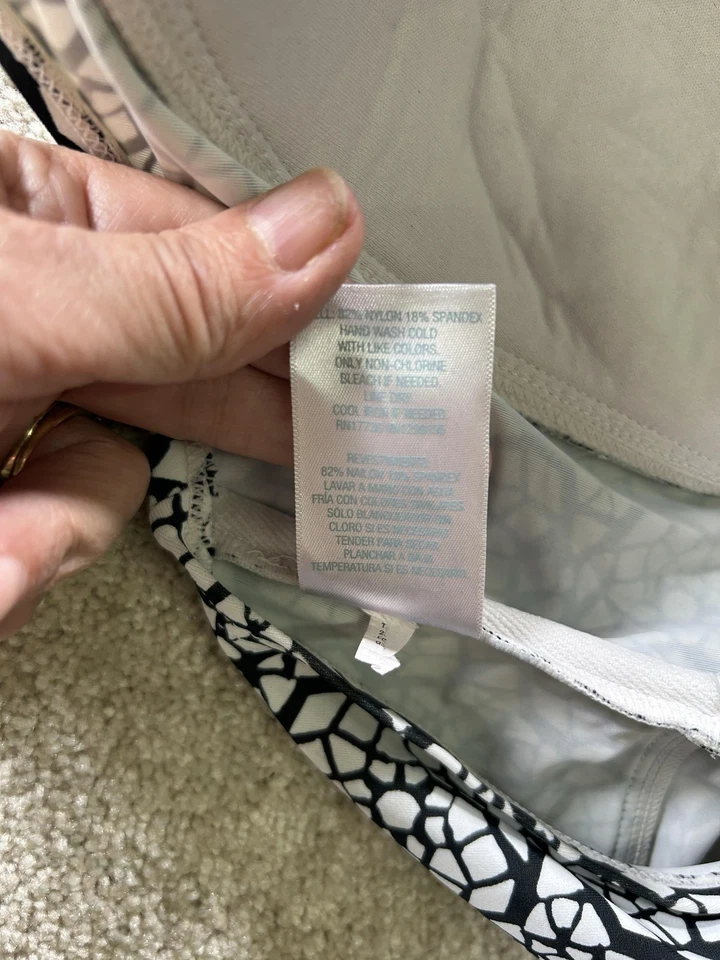 82% NYLON 18% SPANDEX
HAND WASH COLD
WITH LIKE COLORS.
ONLY NON-CHLORINE
BLEACH IF NEEDED.
LINE DRY
COOL IRON IF NEEDED.
REVESTIMIENTO:
82% NAILON 18% SPANDEX
LAVAR A MANO CON AGUA
FRÍA CON COLORES SIMILARES
SÓLO BLANQUEADOR SIN
CLORO SI ES NECESARIO
TENDER PARA SECAR.
PLANCHAR A BAJA
TEMPERATURA SI ES NECESARIO.